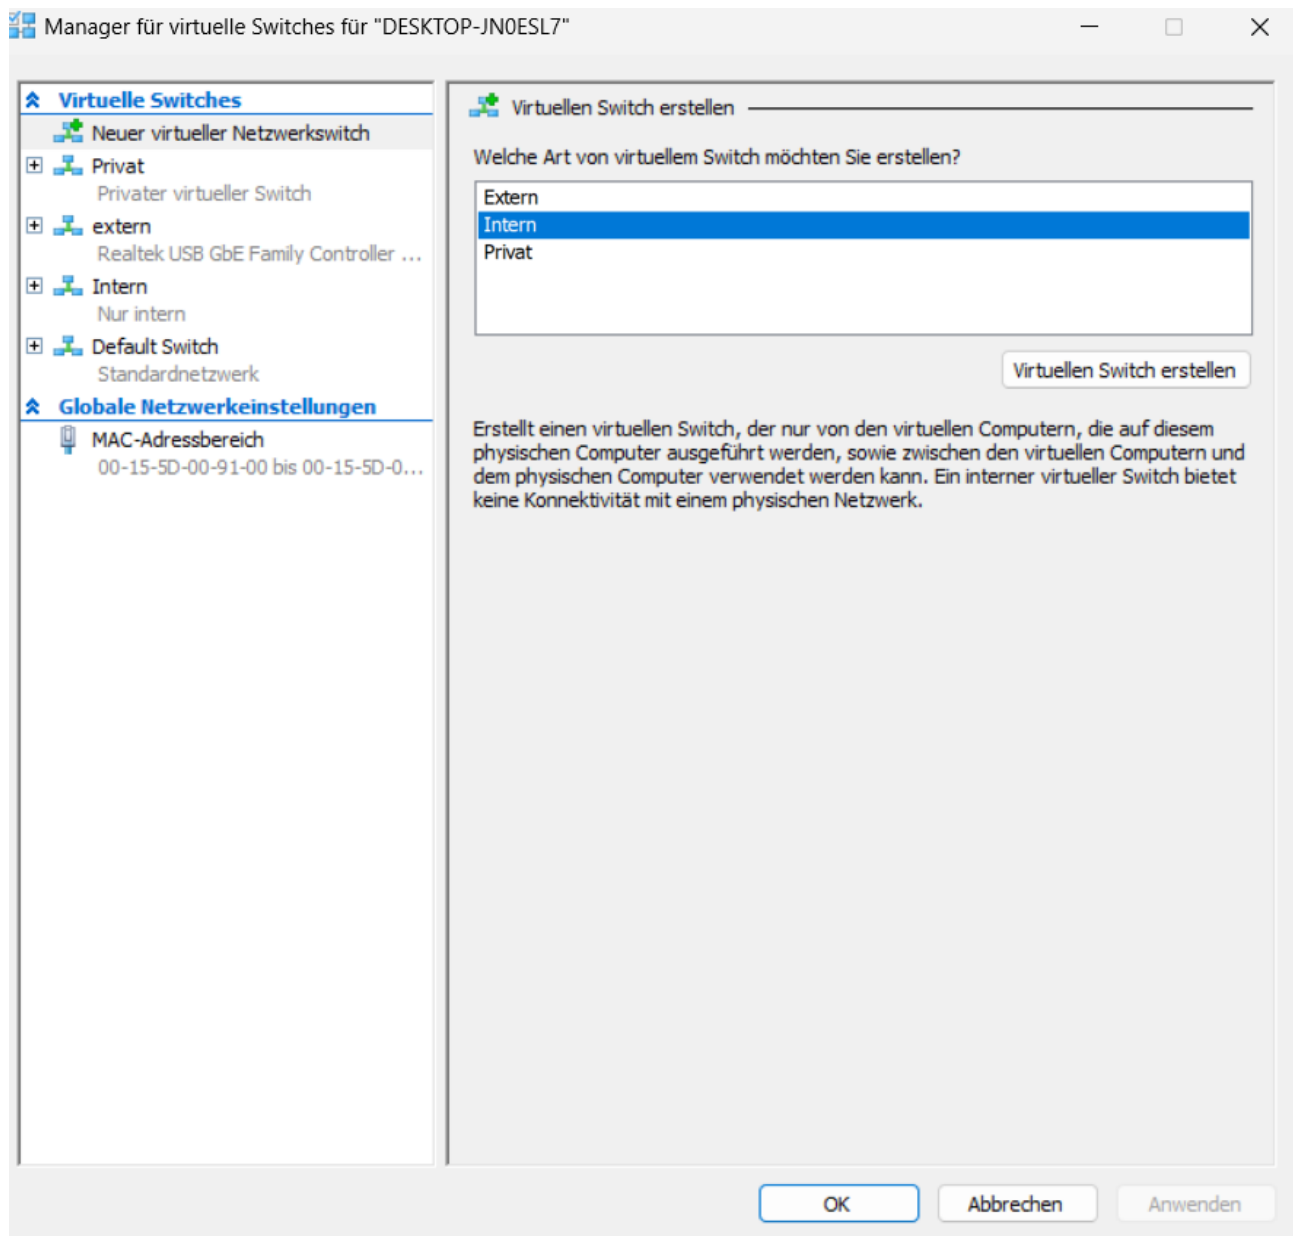 Manager für virtuelle Switches für "DESKTOP-JN0ESL7"
Virtuelle Switches
Neuer virtueller Netzwerkswitch
Privat
Privater virtueller Switch
extern
Realtek USB GbE Family Controller ...
Intern
Nur intern
Default Switch
Standardnetzwerk
Globale Netzwerkeinstellungen
MAC-Adressbereich
00-15-5D-00-91-00 bis 00-15-5D-0...
Virtuellen Switch erstellen
Welche Art von virtuellem Switch möchten Sie erstellen?
Extern
Intern
Privat
Virtuellen Switch erstellen
Erstellt einen virtuellen Switch, der nur von den virtuellen Computern, die auf diesem
physischen Computer ausgeführt werden, sowie zwischen den virtuellen Computern und
dem physischen Computer verwendet werden kann. Ein interner virtueller Switch bietet
keine Konnektivität mit einem physischen Netzwerk.
OK
Abbrechen
Anwenden